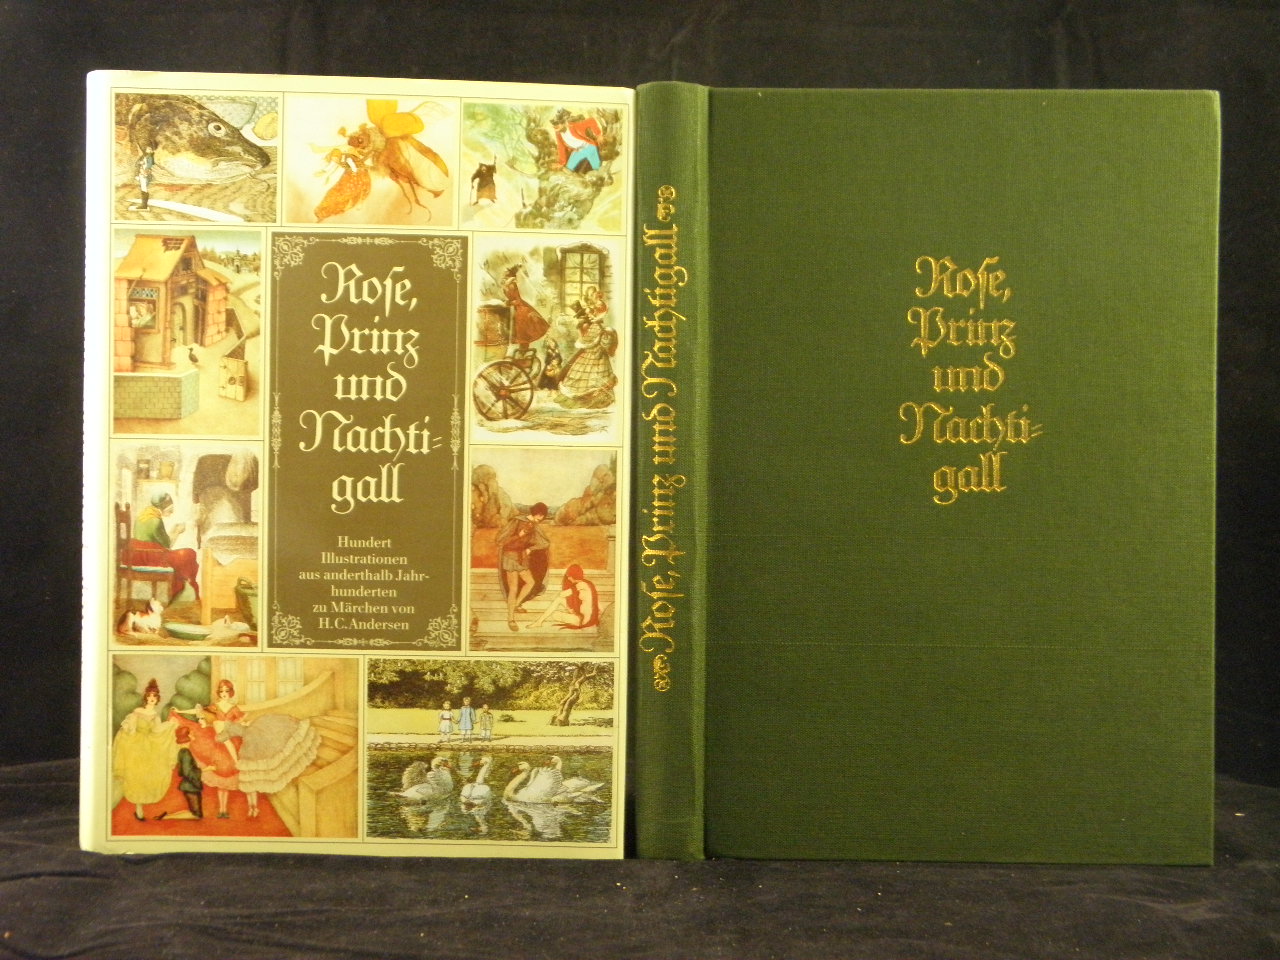 Rose,
Prinz
und
Nachti-
gall
Hundert
Illustrationen
aus anderthalb Jahr-
hunderten
zu Märchen von
H.C.Andersen
Rose, Prinz und Nachtigall
Rose,
Prinz
und
Nachti-
gall